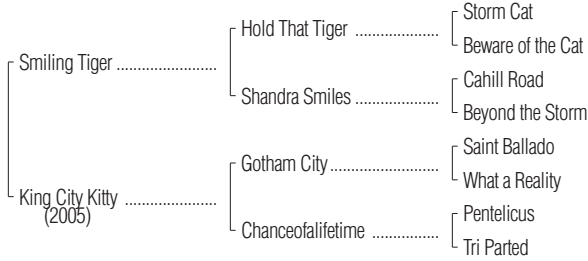 Storm Cat
Hold That Tiger ..................
Beware of the Cat
Smiling Tiger ......................
Cahill Road
Shandra Smiles ..................
Beyond the Storm
Saint Ballado
Gotham City........................
What a Reality
King City Kitty ....................
(2005)
Pentelicus
Chanceofalifetime ..............
Tri Parted